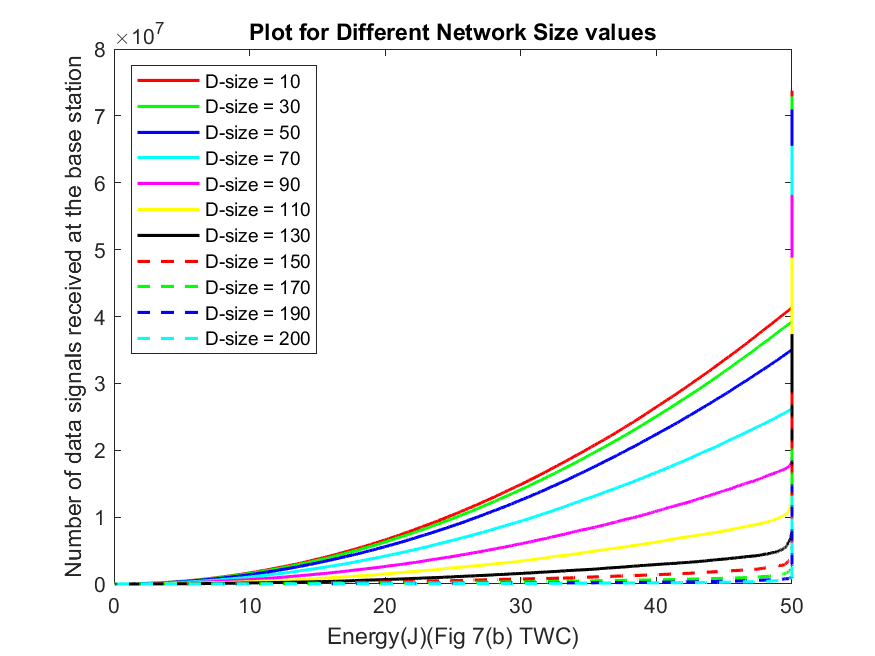 Plot for Different Network Size values
×10⁷
Number of data signals received at the base station
8
7
6
5
4
3
2
1
0
D-size = 10
D-size = 30
D-size = 50
D-size = 70
D-size = 90
D-size = 110
D-size = 130
D-size = 150
D-size = 170
D-size = 190
D-size = 200
0 10 20 30 40 50
Energy(J)(Fig 7(b) TWC)